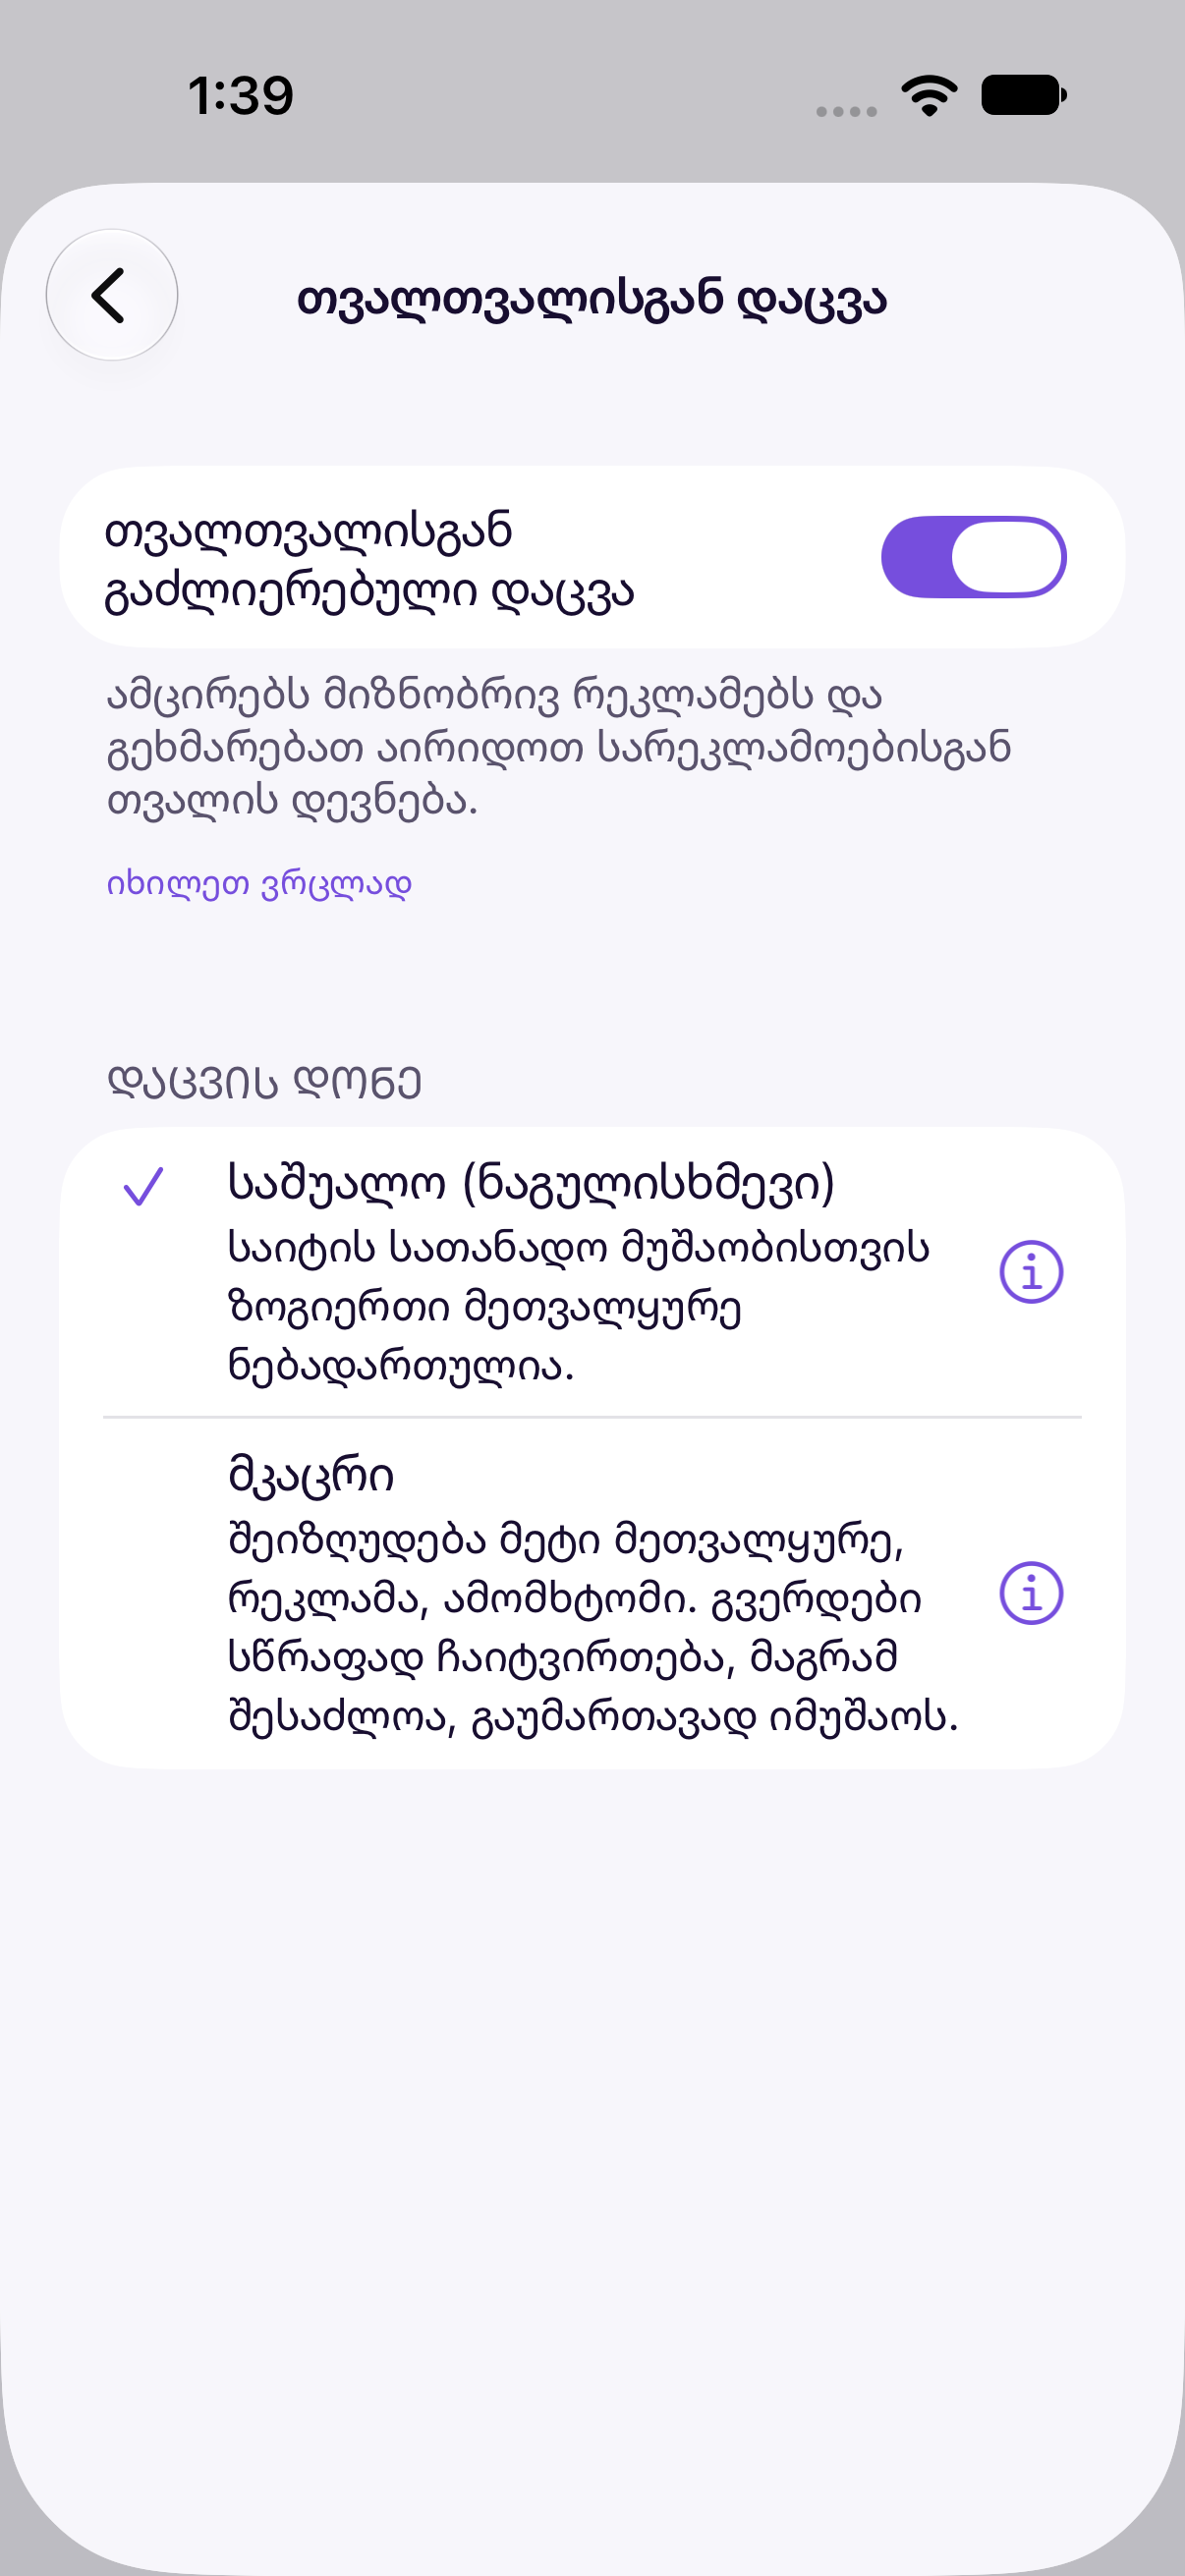 1:39
თვალთვალისგან დაცვა
თვალთვალისგან
გაძლიერებული დაცვა
ამცირებს მიზნობრივ რეკლამებს და
გეხმარებათ აირიდოთ სარეკლამოებისგან
თვალის დევნება.
იხილეთ ვრცლად
ᲓᲐᲪᲕᲘᲡ ᲓᲝᲜᲔ
საშუალო (ნაგულისხმევი)
საიტის სათანადო მუშაობისთვის
ზოგიერთი მეთვალყურე
ნებადართულია.
მკაცრი
შეიზღუდება მეტი მეთვალყურე,
რეკლამა, ამომხტომი. გვერდები
სწრაფად ჩაიტვირთება, მაგრამ
შესაძლოა, გაუმართავად იმუშაოს.